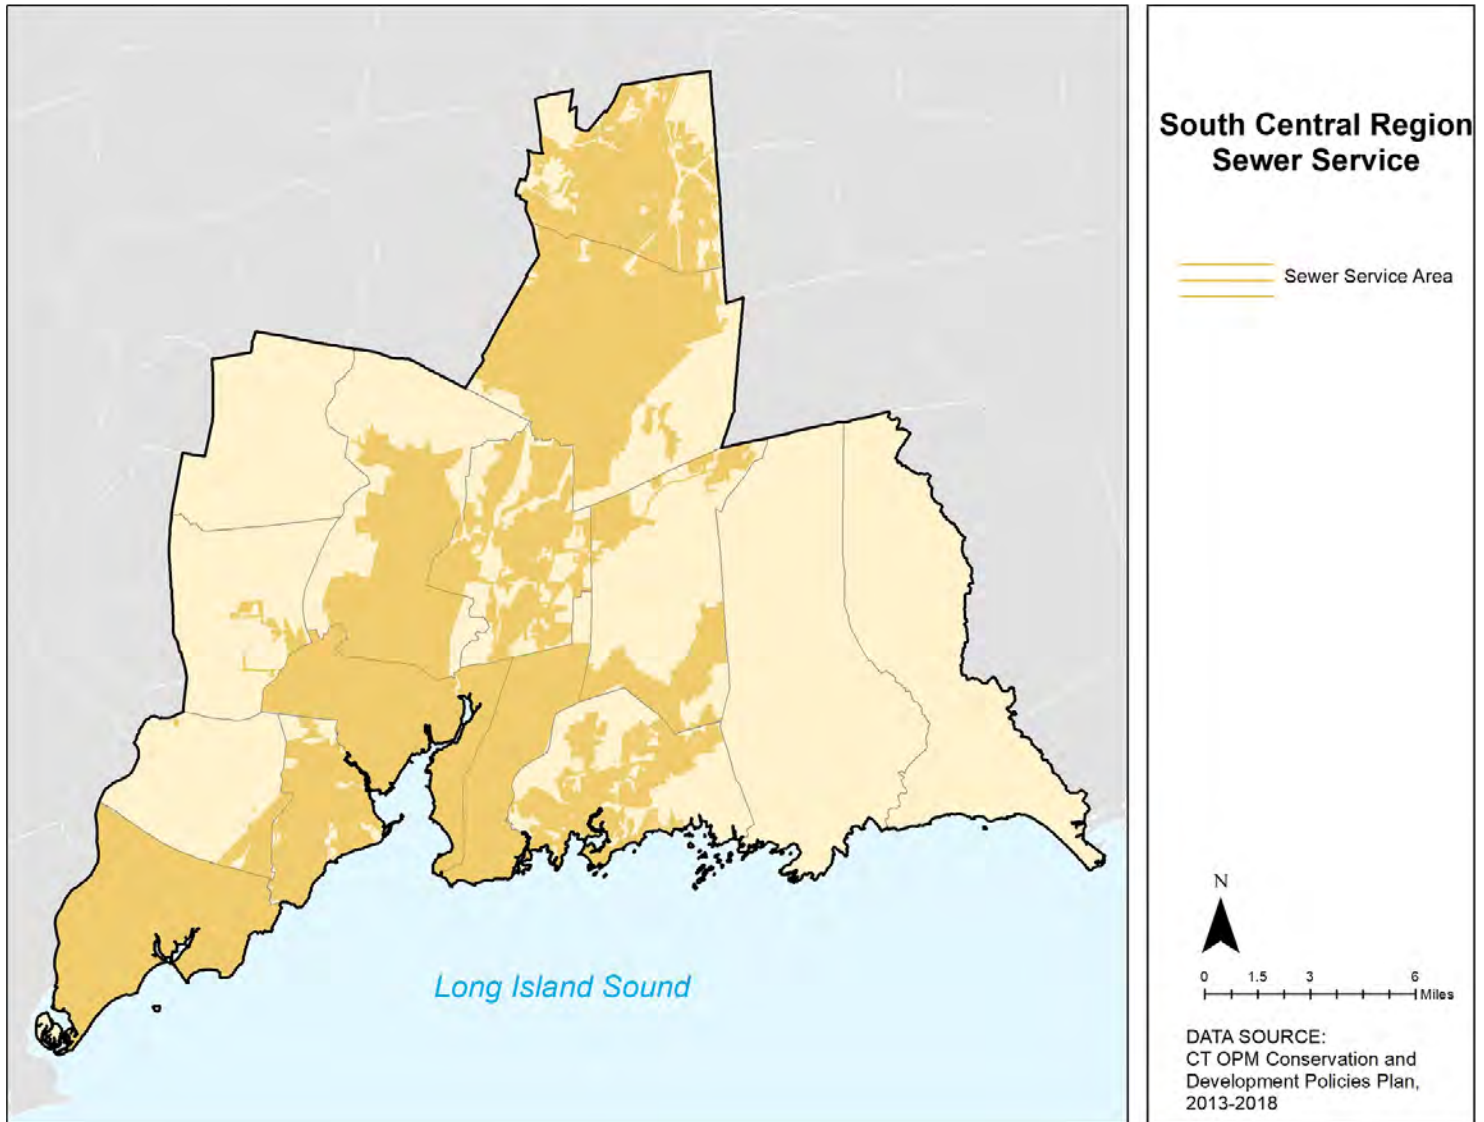 South Central Region
Sewer Service
Sewer Service Area
Long Island Sound
N
0 1.5 3 6
Miles
DATA SOURCE:
CT OPM Conservation and
Development Policies Plan,
2013-2018